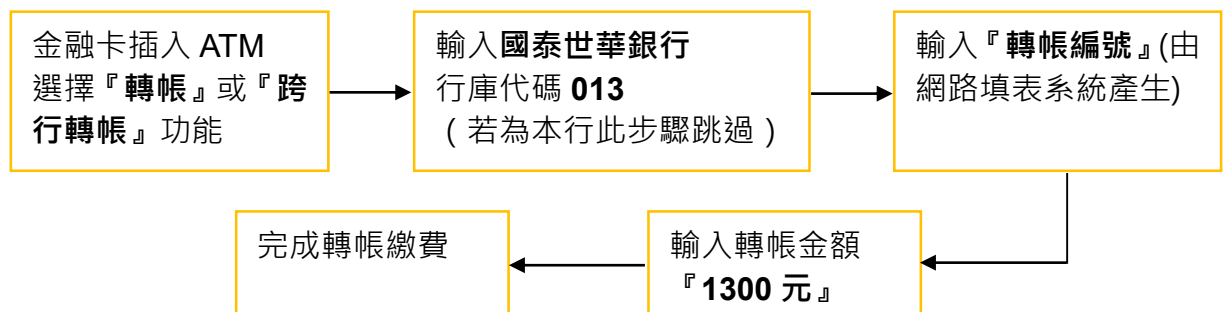 金融卡插入 ATM
選擇『轉帳』或『跨
行轉帳』功能
輸入國泰世華銀行
行庫代碼 013
（若為本行此步驟跳過）
輸入『轉帳編號』(由
網路填表系統產生)
輸入轉帳金額
『1300 元』
完成轉帳繳費